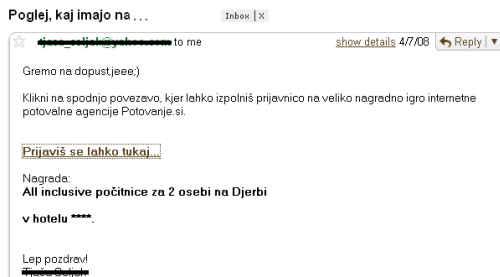 Poglej, kaj imajo na ...
Inbox | X
to me
show details 4/7/08
Reply
Gremo na dopust,jeee;)
Klikni na spodnjo povezavo, kjer lahko izpolniš prijavnico na veliko nagradno igro internetne
potovalne agencije Potovanje.si.
Prijaviš se lahko tukaj...
Nagrada:
All inclusive počitnice za 2 osebi na Djerbi
v hotelu ****.
Lep pozdrav!